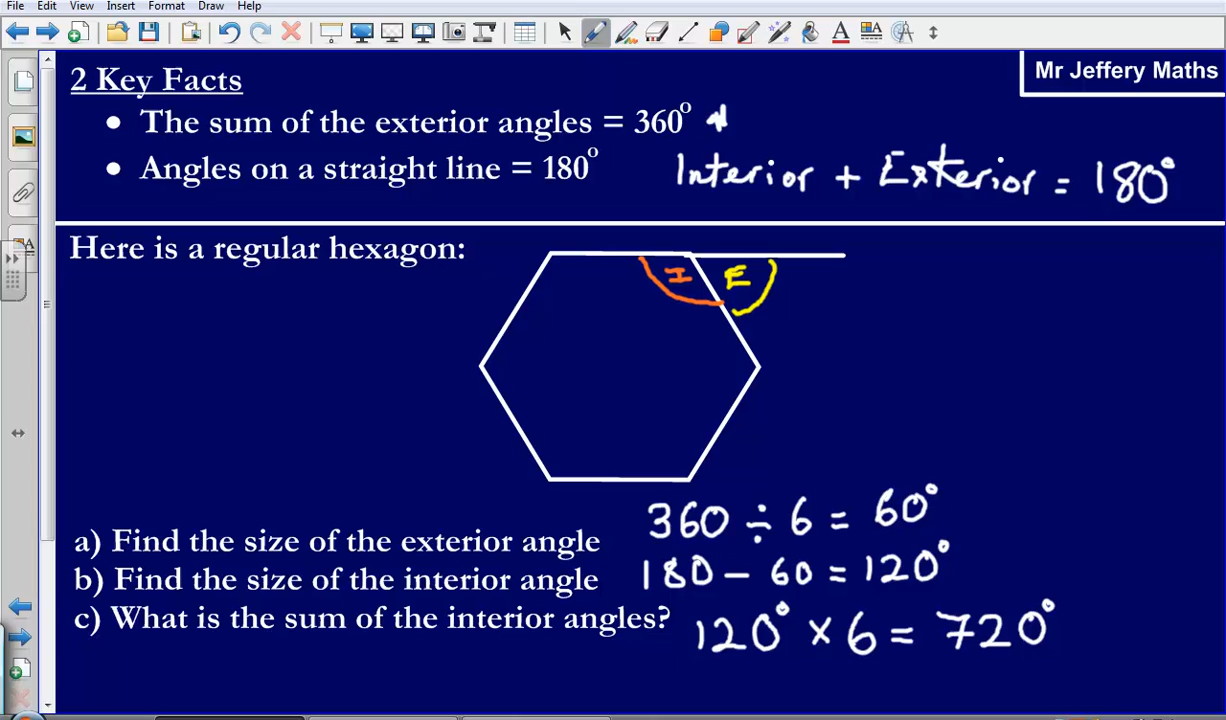 File Edit View Insert Format Draw Help
Mr Jeffery Maths
2 Key Facts
• The sum of the exterior angles = 360°
• Angles on a straight line = 180°
Interior + Exterior = 180°
Here is a regular hexagon:
I E
360 ÷ 6 = 60°
a) Find the size of the exterior angle
180 - 60 = 120°
b) Find the size of the interior angle
c) What is the sum of the interior angles?
120° × 6 = 720°